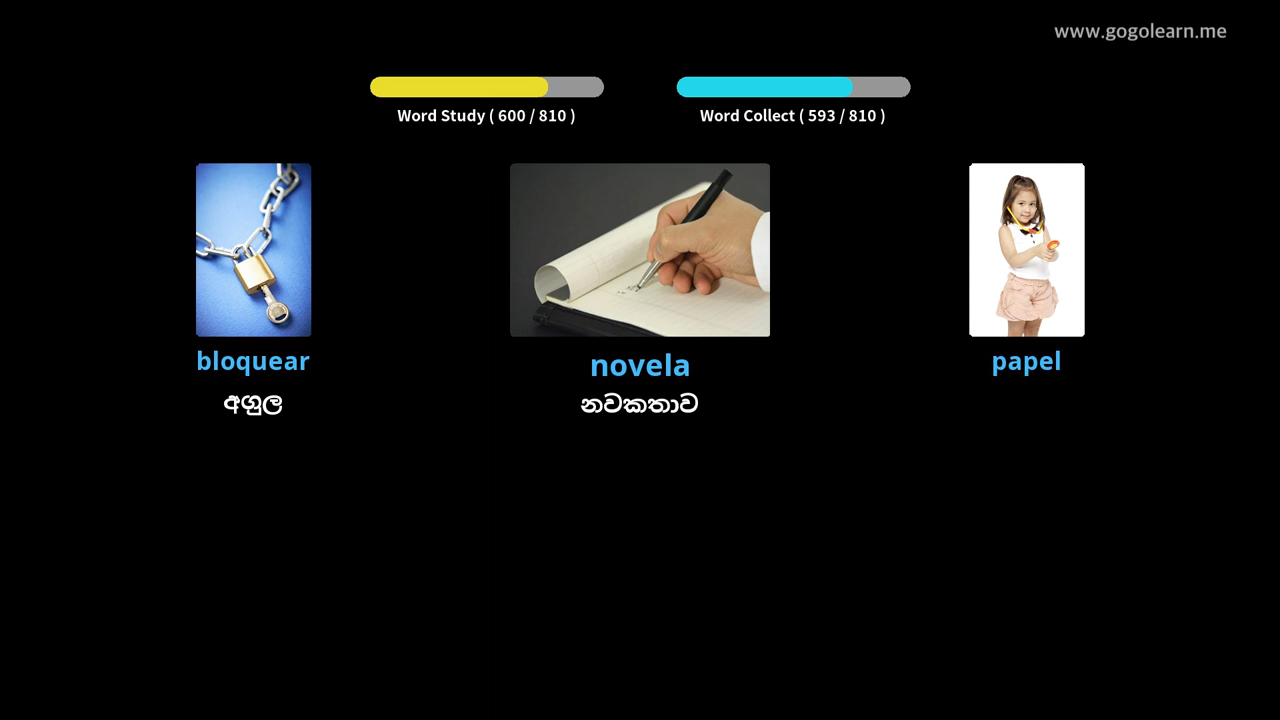 www.gogolearn.me
Word Study ( 600 / 810 )
Word Collect ( 593 / 810 )
bloquear
novela
papel
අගුල
නවකතාව